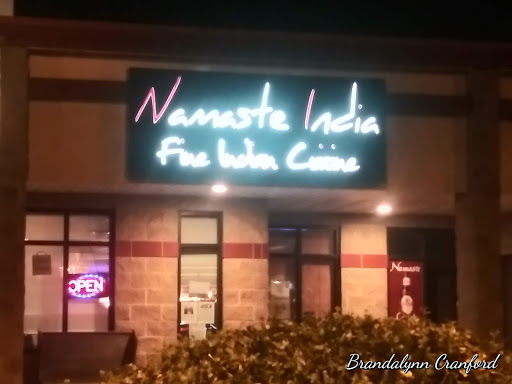 Namaste India
Fine Indian Cuisine
OPEN
Namaste
Brandalynn Cranford